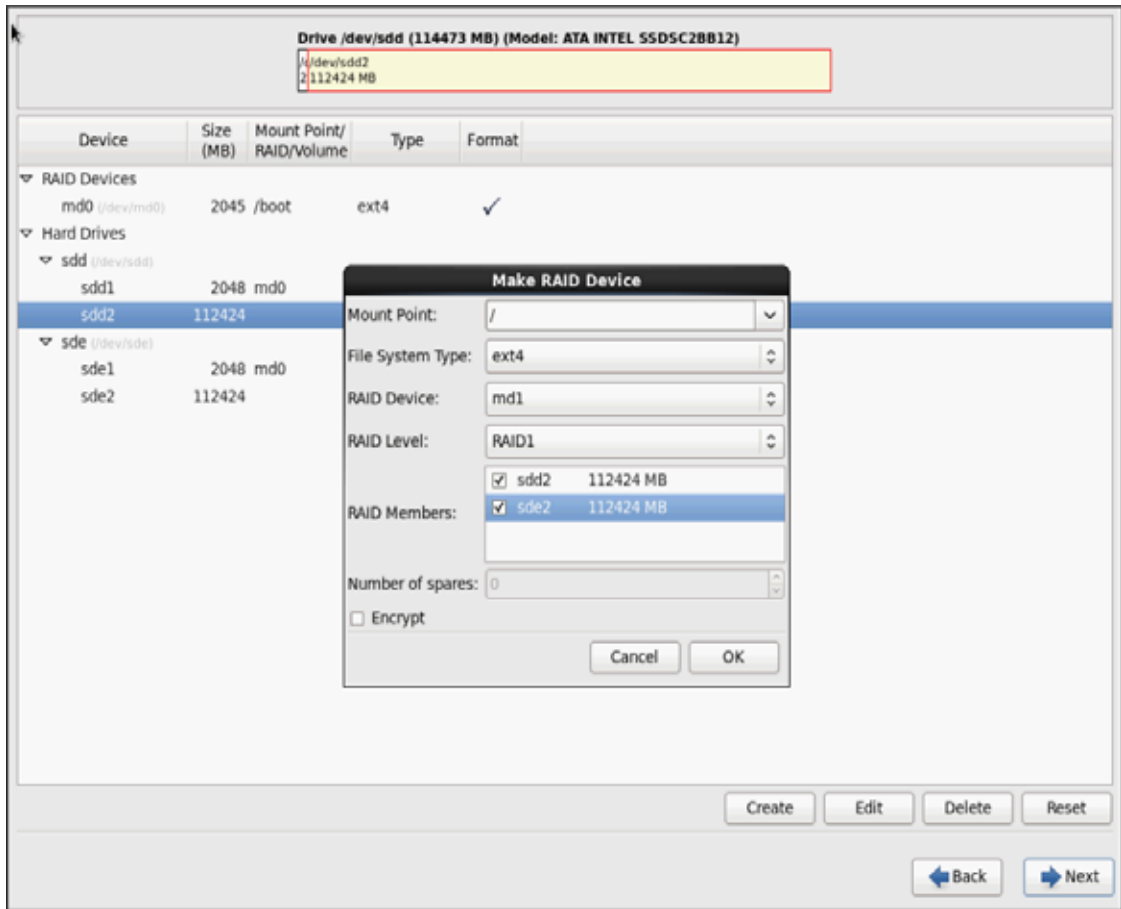 Drive /dev/sdd (114473 MB) (Model: ATA INTEL SSDSC2BB12)
/dev/sdd2
2 112424 MB
Device Size (MB) Mount Point/ RAID/Volume Type Format
RAID Devices
md0 (/dev/md0) 2045 /boot ext4
Hard Drives
sdd (/dev/sdd)
sdd1 2048 md0
sdd2 112424
sde (/dev/sde)
sde1 2048 md0
sde2 112424
Make RAID Device
Mount Point: /
File System Type: ext4
RAID Device: md1
RAID Level: RAID1
RAID Members:
sdd2 112424 MB
sde2 112424 MB
Number of spares: 0
Encrypt
Cancel OK
Create Edit Delete Reset
Back Next